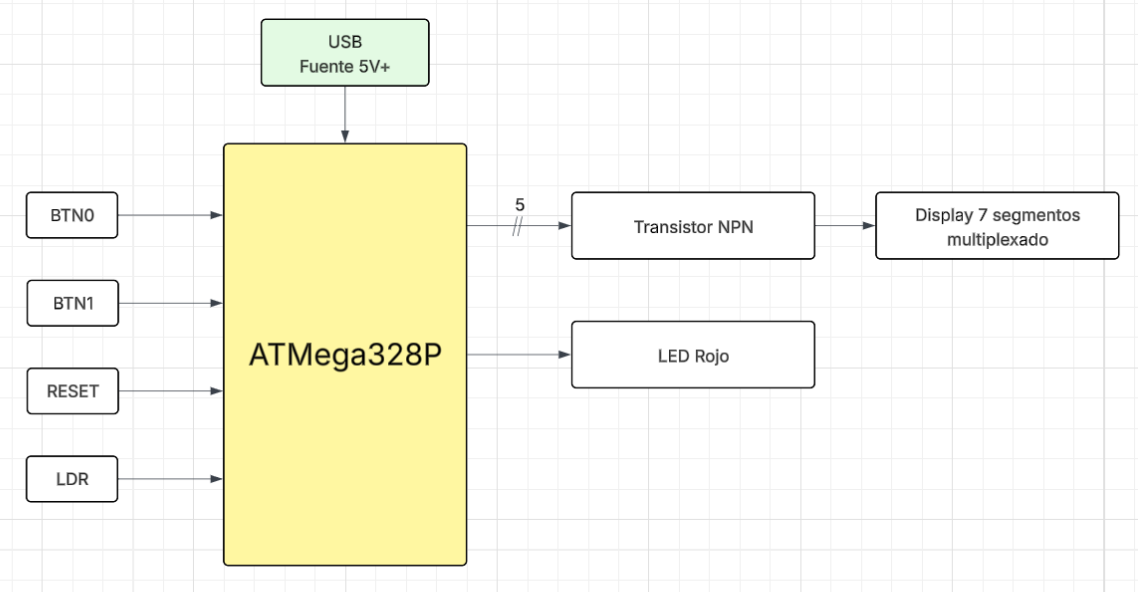 USB
Fuente 5V+
BTN0
BTN1
RESET
LDR
ATMega328P
5
//
Transistor NPN
Display 7 segmentos
multiplexado
LED Rojo